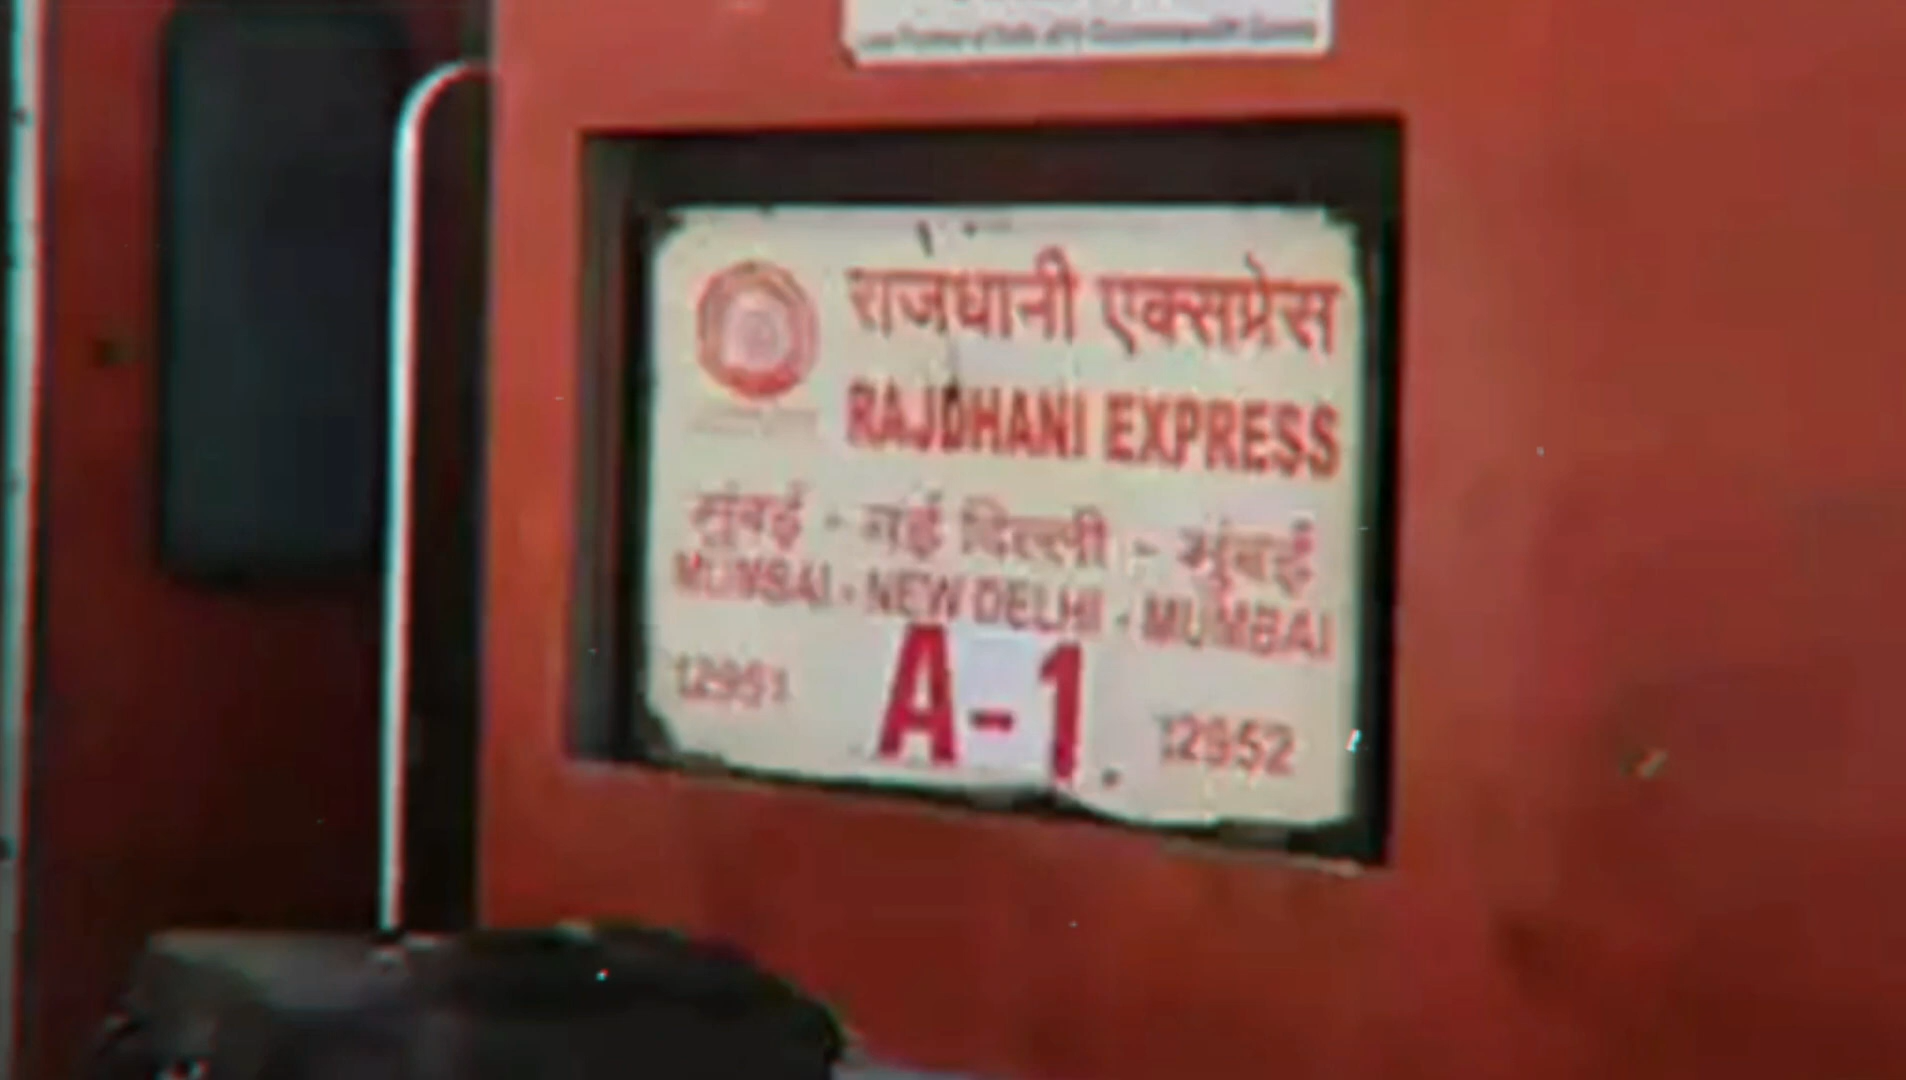 राजधानी एक्सप्रेस
RAJDHANI EXPRESS
मुंबई - नई दिल्ली - मुंबई
MUMBAI - NEW DELHI - MUMBAI
12951 A-1 12952